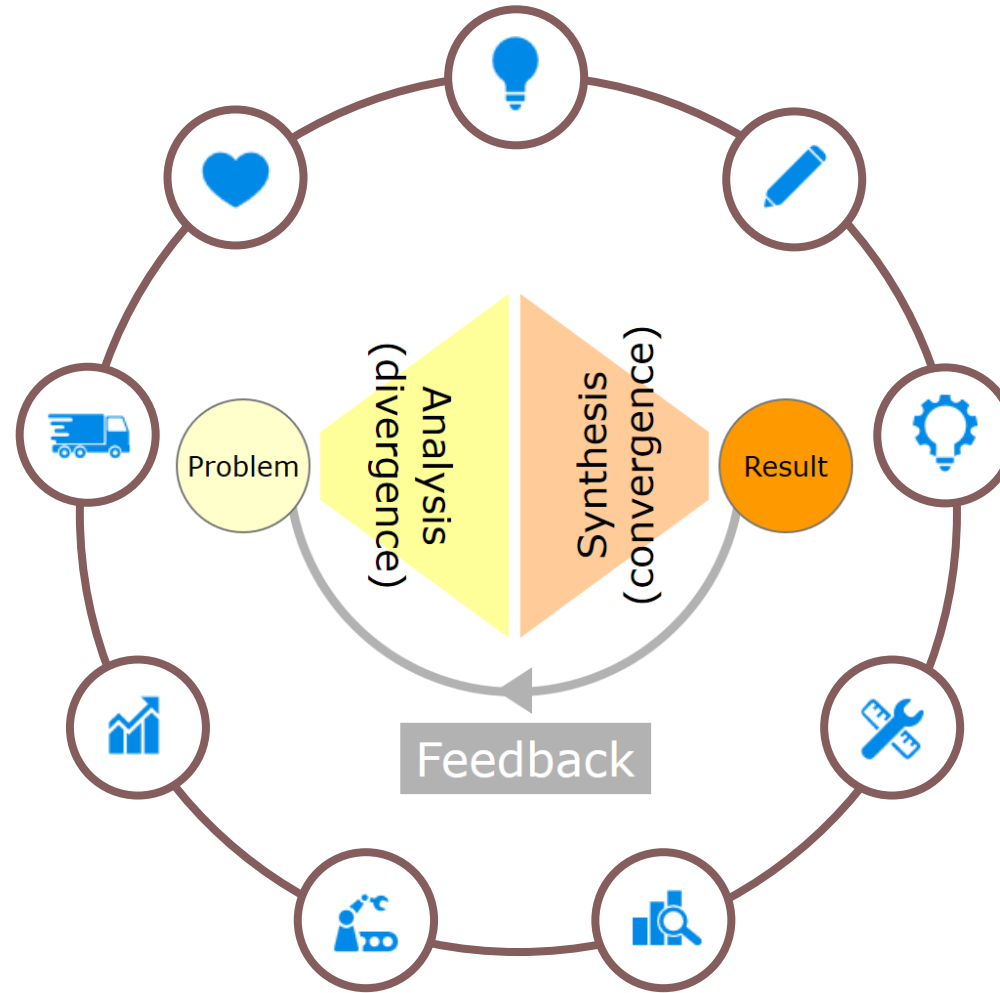 Problem
Analysis
(divergence)
Synthesis
(convergence)
Result
Feedback